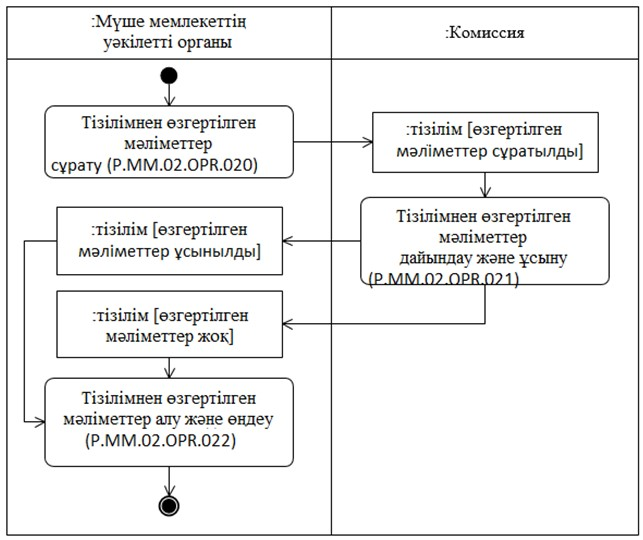 :Мүше мемлекеттің
уәкілетті органы
:Комиссия
Тізілімнен өзгертілген
мәліметтер
сұрату (P.MM.02.OPR.020)
:тізілім [өзгертілген
мәліметтер сұратылды]
Тізілімнен өзгертілген
мәліметтер
дайындау және ұсыну
(P.MM.02.OPR.021)
:тізілім [өзгертілген
мәліметтер ұсынылды]
:тізілім [өзгертілген
мәліметтер жоқ]
Тізілімнен өзгертілген
мәліметтер алу және өңдеу
(P.MM.02.OPR.022)